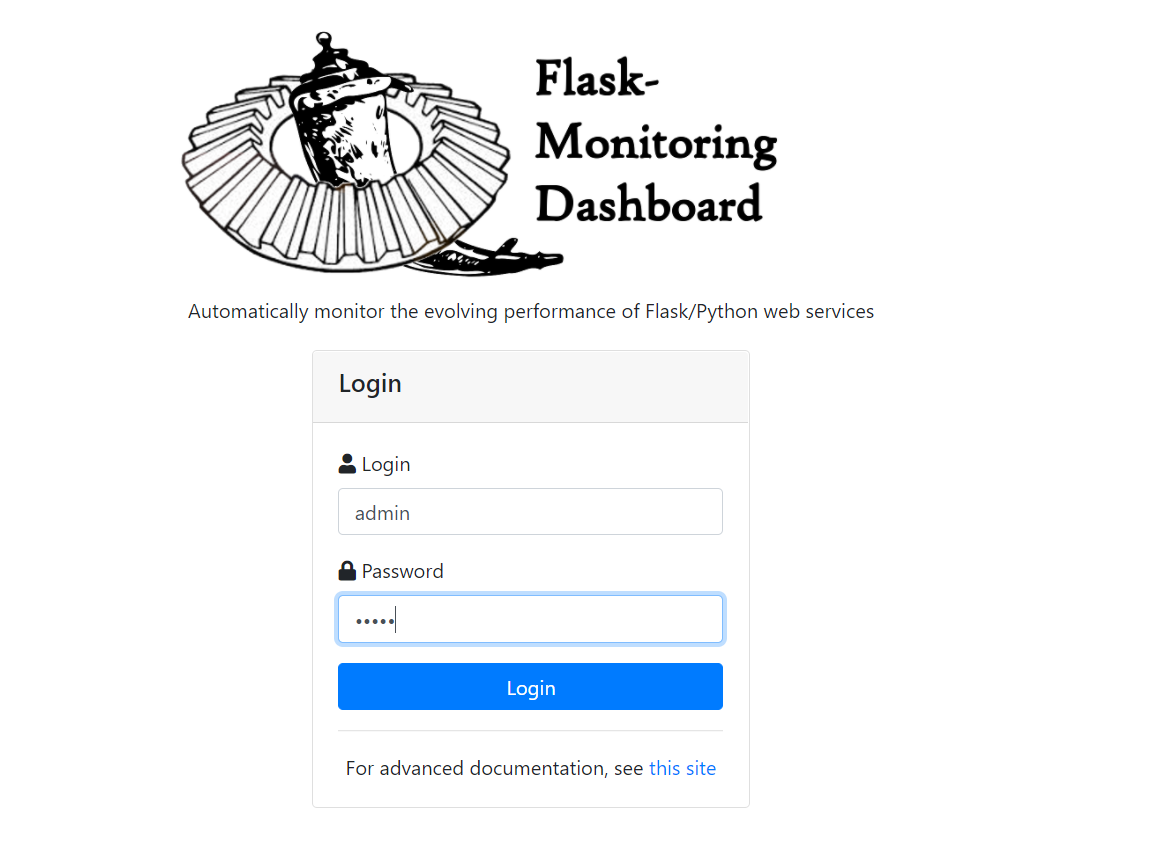 Flask-
Monitoring
Dashboard
Automatically monitor the evolving performance of Flask/Python web services
Login
Login
admin
Password
•••••
Login
For advanced documentation, see this site